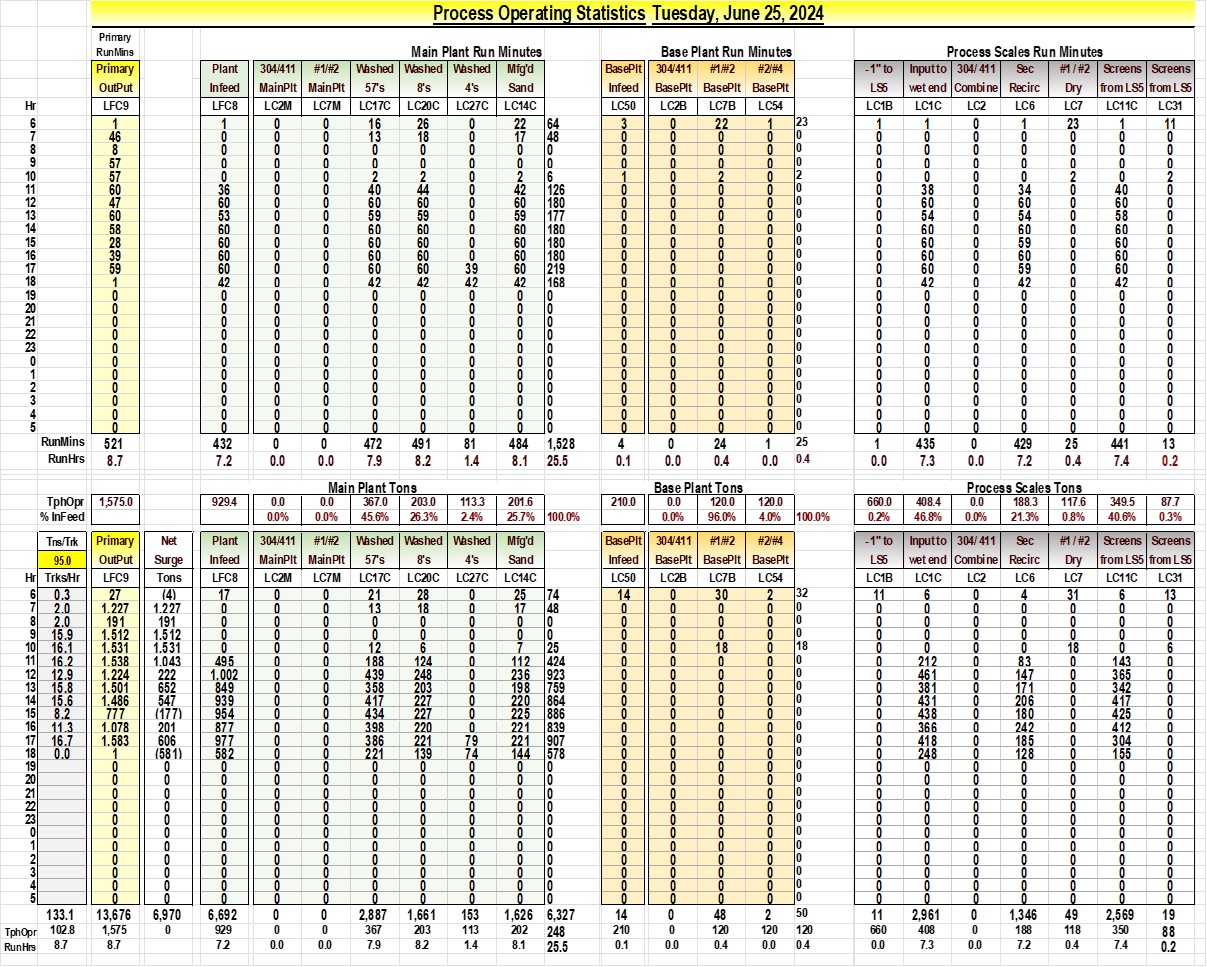 Process Operating Statistics Tuesday, June 25, 2024
Primary
RunMins Main Plant Run Minutes Base Plant Run Minutes Process Scales Run Minutes
Primary Plant 304/411 #1/#2 Washed Washed Washed Mfg'd BasePlt 304/411 #1/#2 #2/#4 -1" to Input to 304/411 Sec #1/#2 Screens Screens
OutPut Infeed MainPlt MainPlt 57's 8's 4's Sand Infeed BasePlt BasePlt BasePlt LS5 wet end Combine Recirc Dry from LS5 from LS5
Hr LFC9 LFC8 LC2M LC7M LC17C LC20C LC27C LC14C LC50 LC2B LC7B LC54 LC1B LC1C LC2 LC6 LC7 LC11C LC31
6 1 1 0 0 16 26 0 22 64 3 0 22 1 23 1 1 0 1 23 1 11
7 46 0 0 0 13 18 0 17 48 0 0 0 0 0 0 0 0 0 0 0 0
8 8 0 0 0 0 0 0 0 0 0 0 0 0 0 0 0 0 0 0 0 0
9 57 0 0 0 0 0 0 0 0 0 0 0 0 0 0 0 0 0 0 0 0
10 57 0 0 0 2 2 0 2 6 1 0 2 0 2 0 0 0 0 2 0 2
11 60 36 0 0 40 44 0 42 126 0 0 0 0 0 0 38 0 34 0 40 0
12 47 60 0 0 60 60 0 60 180 0 0 0 0 0 0 60 0 60 0 60 0
13 60 53 0 0 59 59 0 59 177 0 0 0 0 0 0 54 0 54 0 58 0
14 58 60 0 0 60 60 0 60 180 0 0 0 0 0 0 60 0 60 0 60 0
15 28 60 0 0 60 60 0 60 180 0 0 0 0 0 0 60 0 59 0 60 0
16 39 60 0 0 60 60 0 60 180 0 0 0 0 0 0 60 0 60 0 60 0
17 59 60 0 0 60 60 39 60 219 0 0 0 0 0 0 60 0 59 0 60 0
18 1 42 0 0 42 42 42 42 168 0 0 0 0 0 0 42 0 42 0 42 0
19 0 0 0 0 0 0 0 0 0 0 0 0 0 0 0 0 0 0 0 0 0
20 0 0 0 0 0 0 0 0 0 0 0 0 0 0 0 0 0 0 0 0 0
21 0 0 0 0 0 0 0 0 0 0 0 0 0 0 0 0 0 0 0 0 0
22 0 0 0 0 0 0 0 0 0 0 0 0 0 0 0 0 0 0 0 0 0
23 0 0 0 0 0 0 0 0 0 0 0 0 0 0 0 0 0 0 0 0 0
0 0 0 0 0 0 0 0 0 0 0 0 0 0 0 0 0 0 0 0 0 0
1 0 0 0 0 0 0 0 0 0 0 0 0 0 0 0 0 0 0 0 0 0
2 0 0 0 0 0 0 0 0 0 0 0 0 0 0 0 0 0 0 0 0 0
3 0 0 0 0 0 0 0 0 0 0 0 0 0 0 0 0 0 0 0 0 0
4 0 0 0 0 0 0 0 0 0 0 0 0 0 0 0 0 0 0 0 0 0
5 0 0 0 0 0 0 0 0 0 0 0 0 0 0 0 0 0 0 0 0 0
RunMins 521 432 0 0 472 491 81 484 1,528 4 0 24 1 25 1 435 0 429 25 441 13
RunHrs 8.7 7.2 0.0 0.0 7.9 8.2 1.4 8.1 25.5 0.1 0.0 0.4 0.0 0.4 0.0 7.3 0.0 7.2 0.4 7.4 0.2
Main Plant Tons Base Plant Tons Process Scales Tons
TphOpr 1,575.0 929.4 0.0 0.0 367.0 203.0 113.3 201.6 210.0 0.0 120.0 120.0 660.0 408.4 0.0 188.3 117.6 349.5 87.7
% InFeed 0.0% 0.0% 45.6% 26.3% 2.4% 25.7% 100.0% 0.0% 96.0% 4.0% 100.0% 0.2% 46.8% 0.0% 21.3% 0.8% 40.6% 0.3%
Tns/Trk Primary Net Plant 304/411 #1/#2 Washed Washed Washed Mfg'd BasePlt 304/411 #1/#2 #2/#4 -1" to Input to 304/411 Sec #1/#2 Screens Screens
95.0 OutPut Surge Infeed MainPlt MainPlt 57's 8's 4's Sand Infeed BasePlt BasePlt BasePlt LS5 wet end Combine Recirc Dry from LS5 from LS5
Hr Trks/Hr LFC9 Tons LFC8 LC2M LC7M LC17C LC20C LC27C LC14C LC50 LC2B LC7B LC54 LC1B LC1C LC2 LC6 LC7 LC11C LC31
6 0.3 27 (4) 17 0 0 21 28 0 25 74 14 0 30 2 32 11 6 0 4 31 6 13
7 2.0 1.227 1.227 0 0 0 13 18 0 17 48 0 0 0 0 0 0 0 0 0 0 0 0
8 2.0 191 191 0 0 0 0 0 0 0 0 0 0 0 0 0 0 0 0 0 0 0 0
9 15.9 1.512 1.512 0 0 0 0 0 0 0 0 0 0 0 0 0 0 0 0 0 0 0 0
10 16.1 1.531 1.531 0 0 0 12 6 0 7 25 0 0 18 0 18 0 0 0 0 18 0 6
11 16.2 1.538 1.043 495 0 0 188 124 0 112 424 0 0 0 0 0 0 212 0 83 0 143 0
12 12.9 1.224 222 1.002 0 0 439 248 0 236 923 0 0 0 0 0 0 461 0 147 0 365 0
13 15.8 1.501 652 849 0 0 358 203 0 198 759 0 0 0 0 0 0 381 0 171 0 342 0
14 15.6 1.486 547 939 0 0 417 227 0 220 864 0 0 0 0 0 0 431 0 206 0 417 0
15 8.2 777 (177) 954 0 0 434 227 0 225 886 0 0 0 0 0 0 438 0 180 0 425 0
16 11.3 1.078 201 877 0 0 398 220 0 221 839 0 0 0 0 0 0 366 0 242 0 412 0
17 16.7 1.583 606 977 0 0 386 221 79 221 907 0 0 0 0 0 0 418 0 185 0 304 0
18 0.0 1 (581) 582 0 0 221 139 74 144 578 0 0 0 0 0 0 248 0 128 0 155 0
19 0 0 0 0 0 0 0 0 0 0 0 0 0 0 0 0 0 0 0 0 0 0
20 0 0 0 0 0 0 0 0 0 0 0 0 0 0 0 0 0 0 0 0 0 0
21 0 0 0 0 0 0 0 0 0 0 0 0 0 0 0 0 0 0 0 0 0 0
22 0 0 0 0 0 0 0 0 0 0 0 0 0 0 0 0 0 0 0 0 0 0
23 0 0 0 0 0 0 0 0 0 0 0 0 0 0 0 0 0 0 0 0 0 0
0 0 0 0 0 0 0 0 0 0 0 0 0 0 0 0 0 0 0 0 0 0 0
1 0 0 0 0 0 0 0 0 0 0 0 0 0 0 0 0 0 0 0 0 0 0
2 0 0 0 0 0 0 0 0 0 0 0 0 0 0 0 0 0 0 0 0 0 0
3 0 0 0 0 0 0 0 0 0 0 0 0 0 0 0 0 0 0 0 0 0 0
4 0 0 0 0 0 0 0 0 0 0 0 0 0 0 0 0 0 0 0 0 0 0
5 0 0 0 0 0 0 0 0 0 0 0 0 0 0 0 0 0 0 0 0 0 0
133.1 13,676 6,970 6,692 0 0 2,887 1,661 153 1,626 6,327 14 0 48 2 50 11 2,961 0 1,346 49 2,569 19
TphOpr 102.8 1,575 0 929 0 0 367 203 113 202 248 210 0 120 120 120 660 408 0 188 118 350 88
RunHrs 8.7 8.7 7.2 0.0 0.0 7.9 8.2 1.4 8.1 25.5 0.1 0.0 0.4 0.0 0.4 0.0 7.3 0.0 7.2 0.4 7.4 0.2